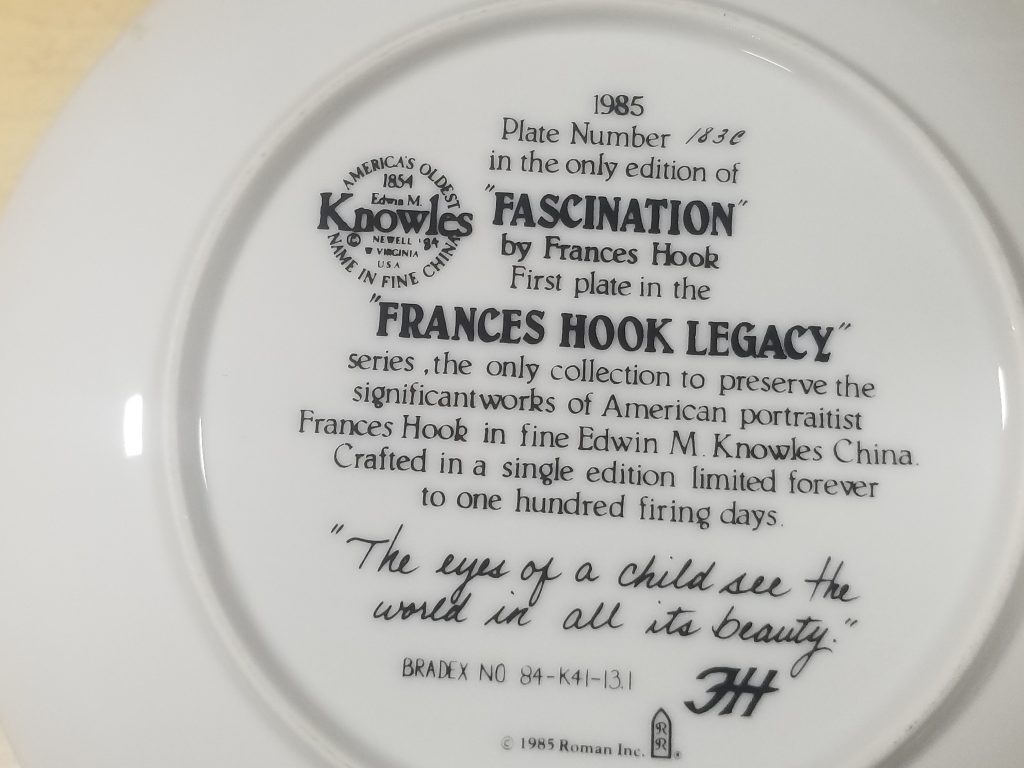 1985
Plate Number 183C
in the only edition of
"FASCINATION"
by Frances Hook
First plate in the
"FRANCES HOOK LEGACY"
series, the only collection to preserve the
significantworks of American portraitist
Frances Hook in fine Edwin M. Knowles China.
Crafted in a single edition limited forever
to one hundred firing days.
"The eyes of a child see the
world in all its beauty."
FH
BRADEX NO 84-K41-13.1
© 1985 Roman Inc.
RR
AMERICA'S OLDEST
1854
Edwin M.
Knowles
© NEWELL '84
W VIRGINIA
USA
NAME IN FINE CHINA